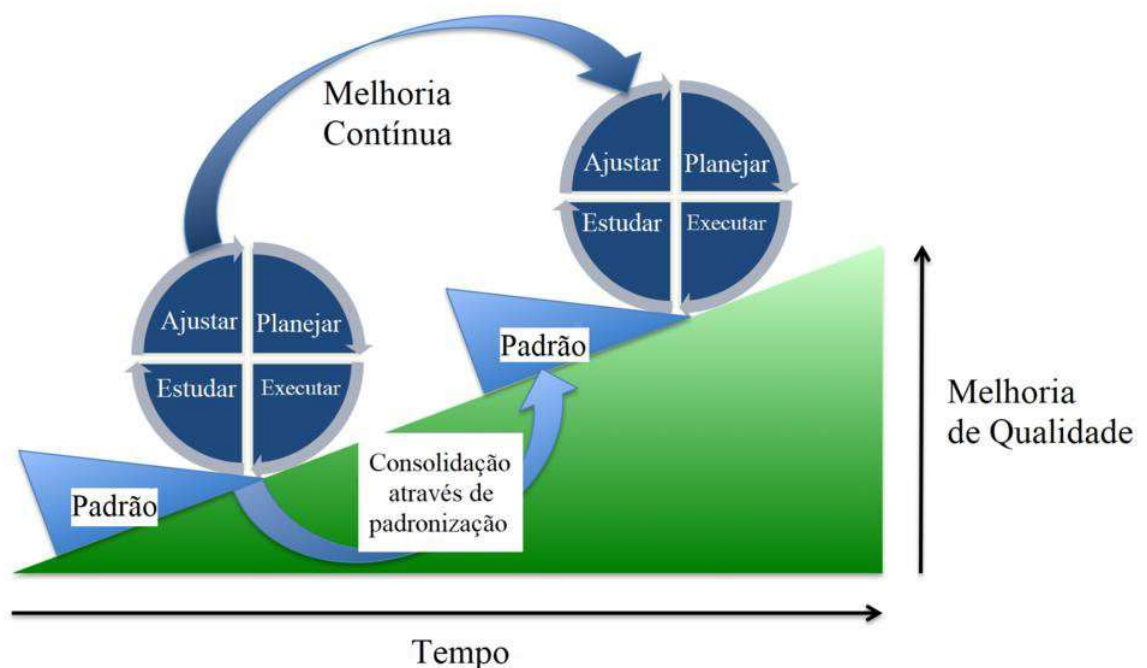 Melhoria
Contínua
Ajustar
Planejar
Estudar
Executar
Ajustar
Planejar
Estudar
Executar
Padrão
Padrão
Consolidação
através de
padronização
Melhoria
de Qualidade
Tempo